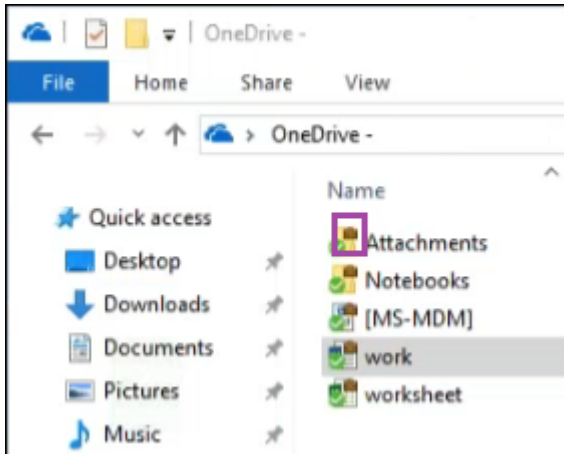 OneDrive -
File Home Share View
OneDrive -
Name
Quick access
Desktop
Downloads
Documents
Pictures
Music
Attachments
Notebooks
[MS-MDM]
work
worksheet